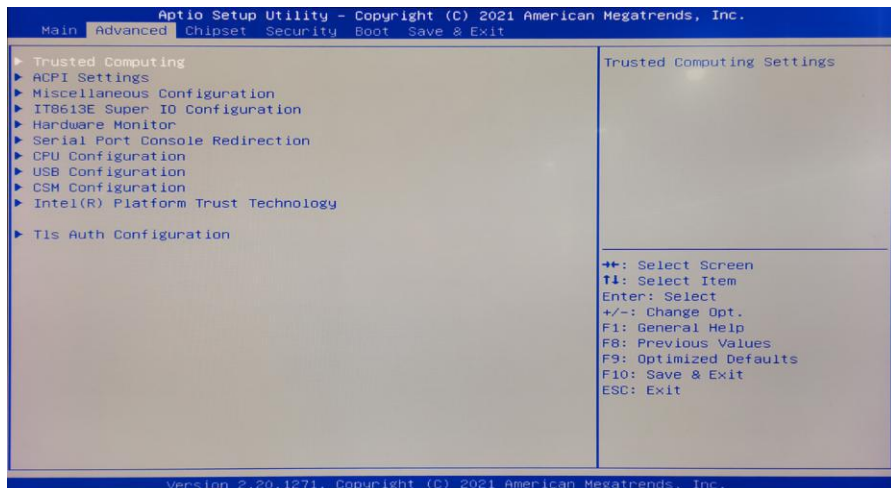 Aptio Setup Utility – Copyright (C) 2021 American Megatrends, Inc.
Main Advanced Chipset Security Boot Save & Exit
▶ Trusted Computing
▶ ACPI Settings
▶ Miscellaneous Configuration
▶ IT8613E Super IO Configuration
▶ Hardware Monitor
▶ Serial Port Console Redirection
▶ CPU Configuration
▶ USB Configuration
▶ CSM Configuration
▶ Intel(R) Platform Trust Technology
▶ Tls Auth Configuration
Trusted Computing Settings
→←: Select Screen
↑↓: Select Item
Enter: Select
+/-: Change Opt.
F1: General Help
F8: Previous Values
F9: Optimized Defaults
F10: Save & Exit
ESC: Exit
Version 2.20.1271. Copyright (C) 2021 American Megatrends, Inc.